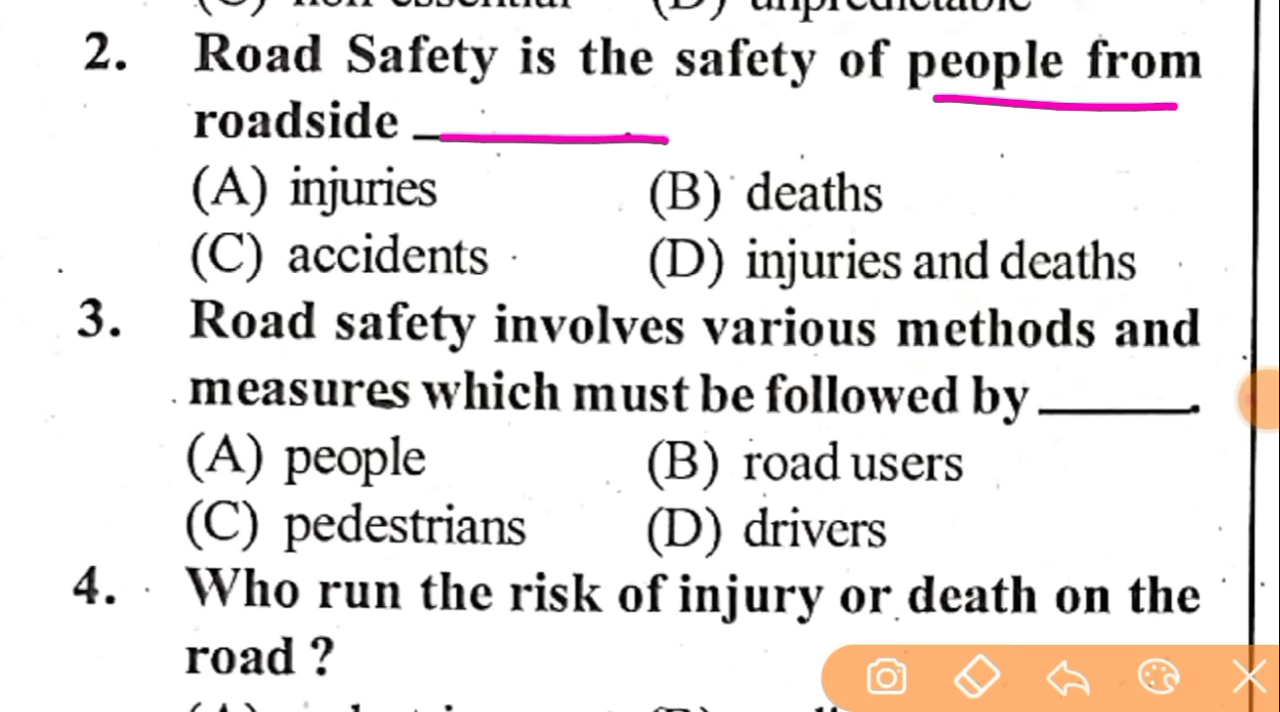 2. Road Safety is the safety of people from
roadside
(A) injuries (B) deaths
(C) accidents (D) injuries and deaths
3. Road safety involves various methods and
measures which must be followed by ______.
(A) people (B) road users
(C) pedestrians (D) drivers
4. Who run the risk of injury or death on the
road ?